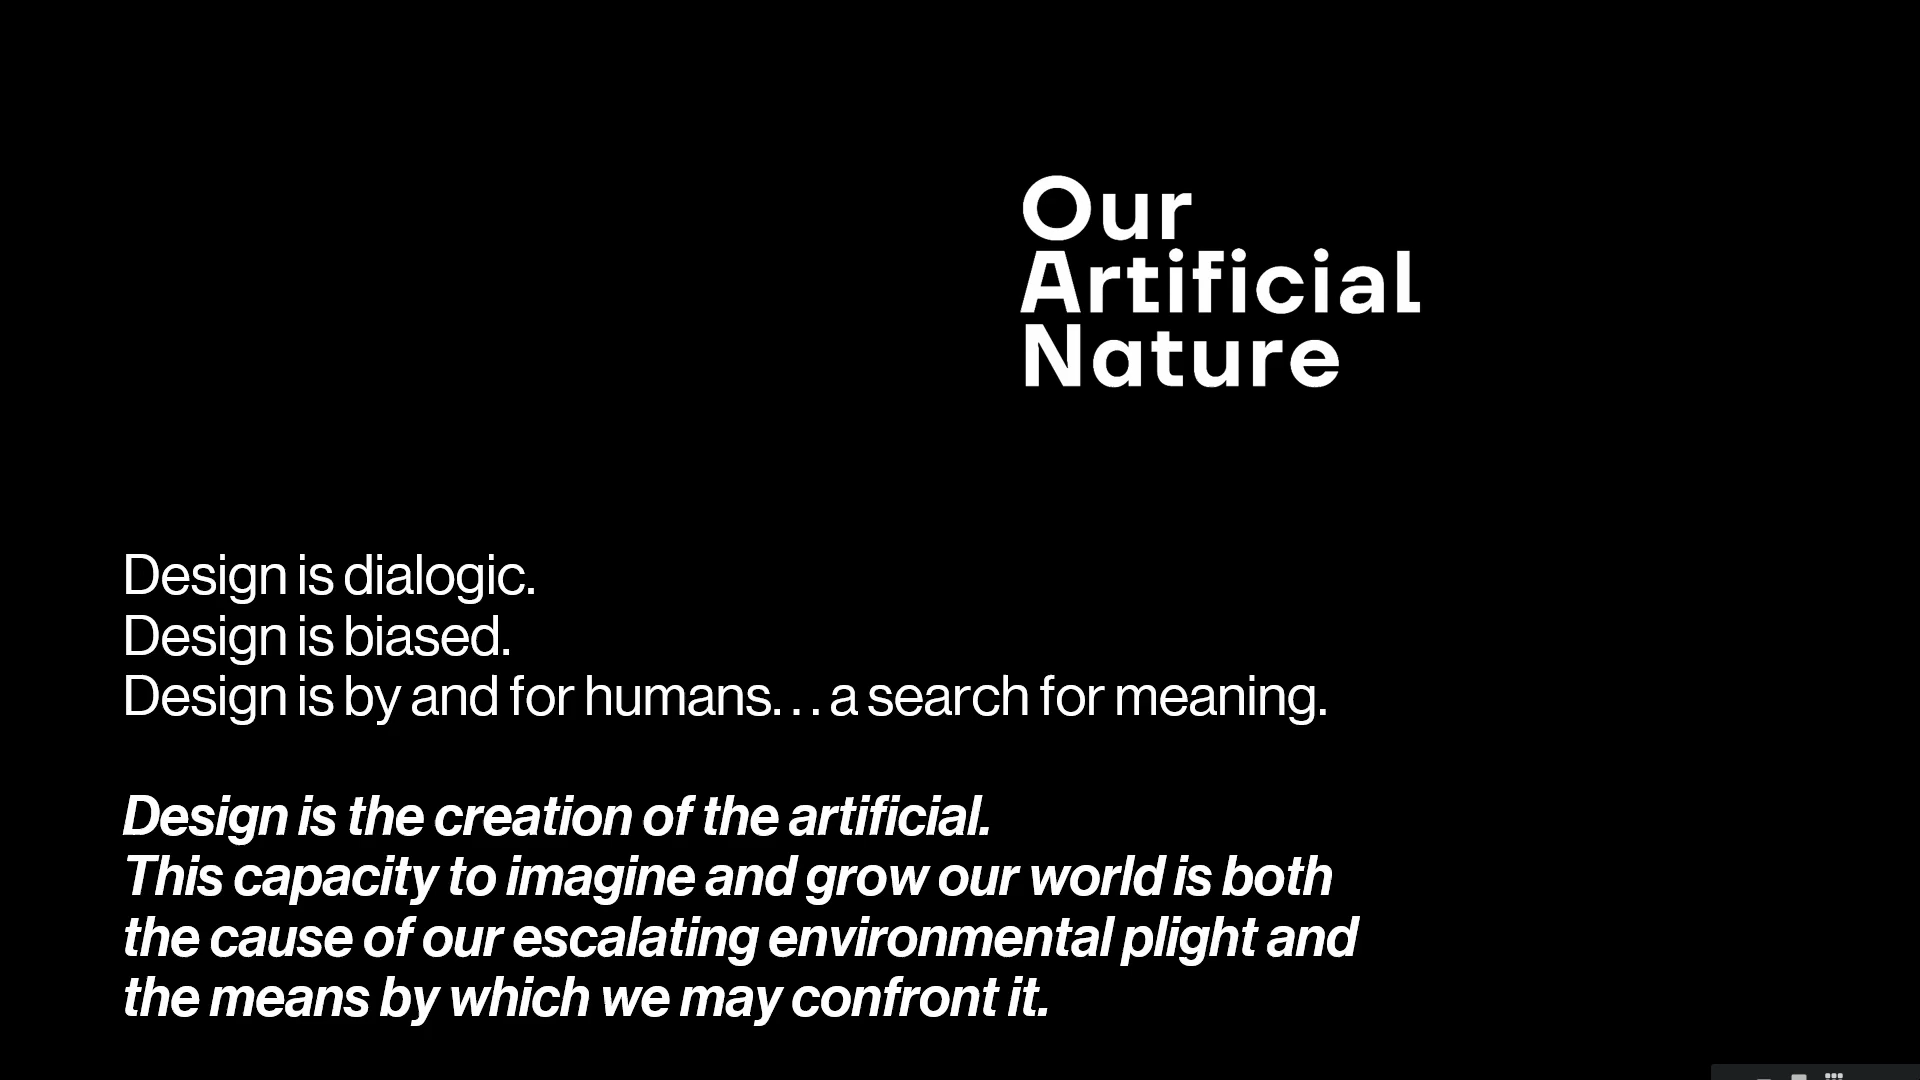 Our
Artificial
Nature
Design is dialogic.
Design is biased.
Design is by and for humans. . . a search for meaning.
Design is the creation of the artificial.
This capacity to imagine and grow our world is both
the cause of our escalating environmental plight and
the means by which we may confront it.